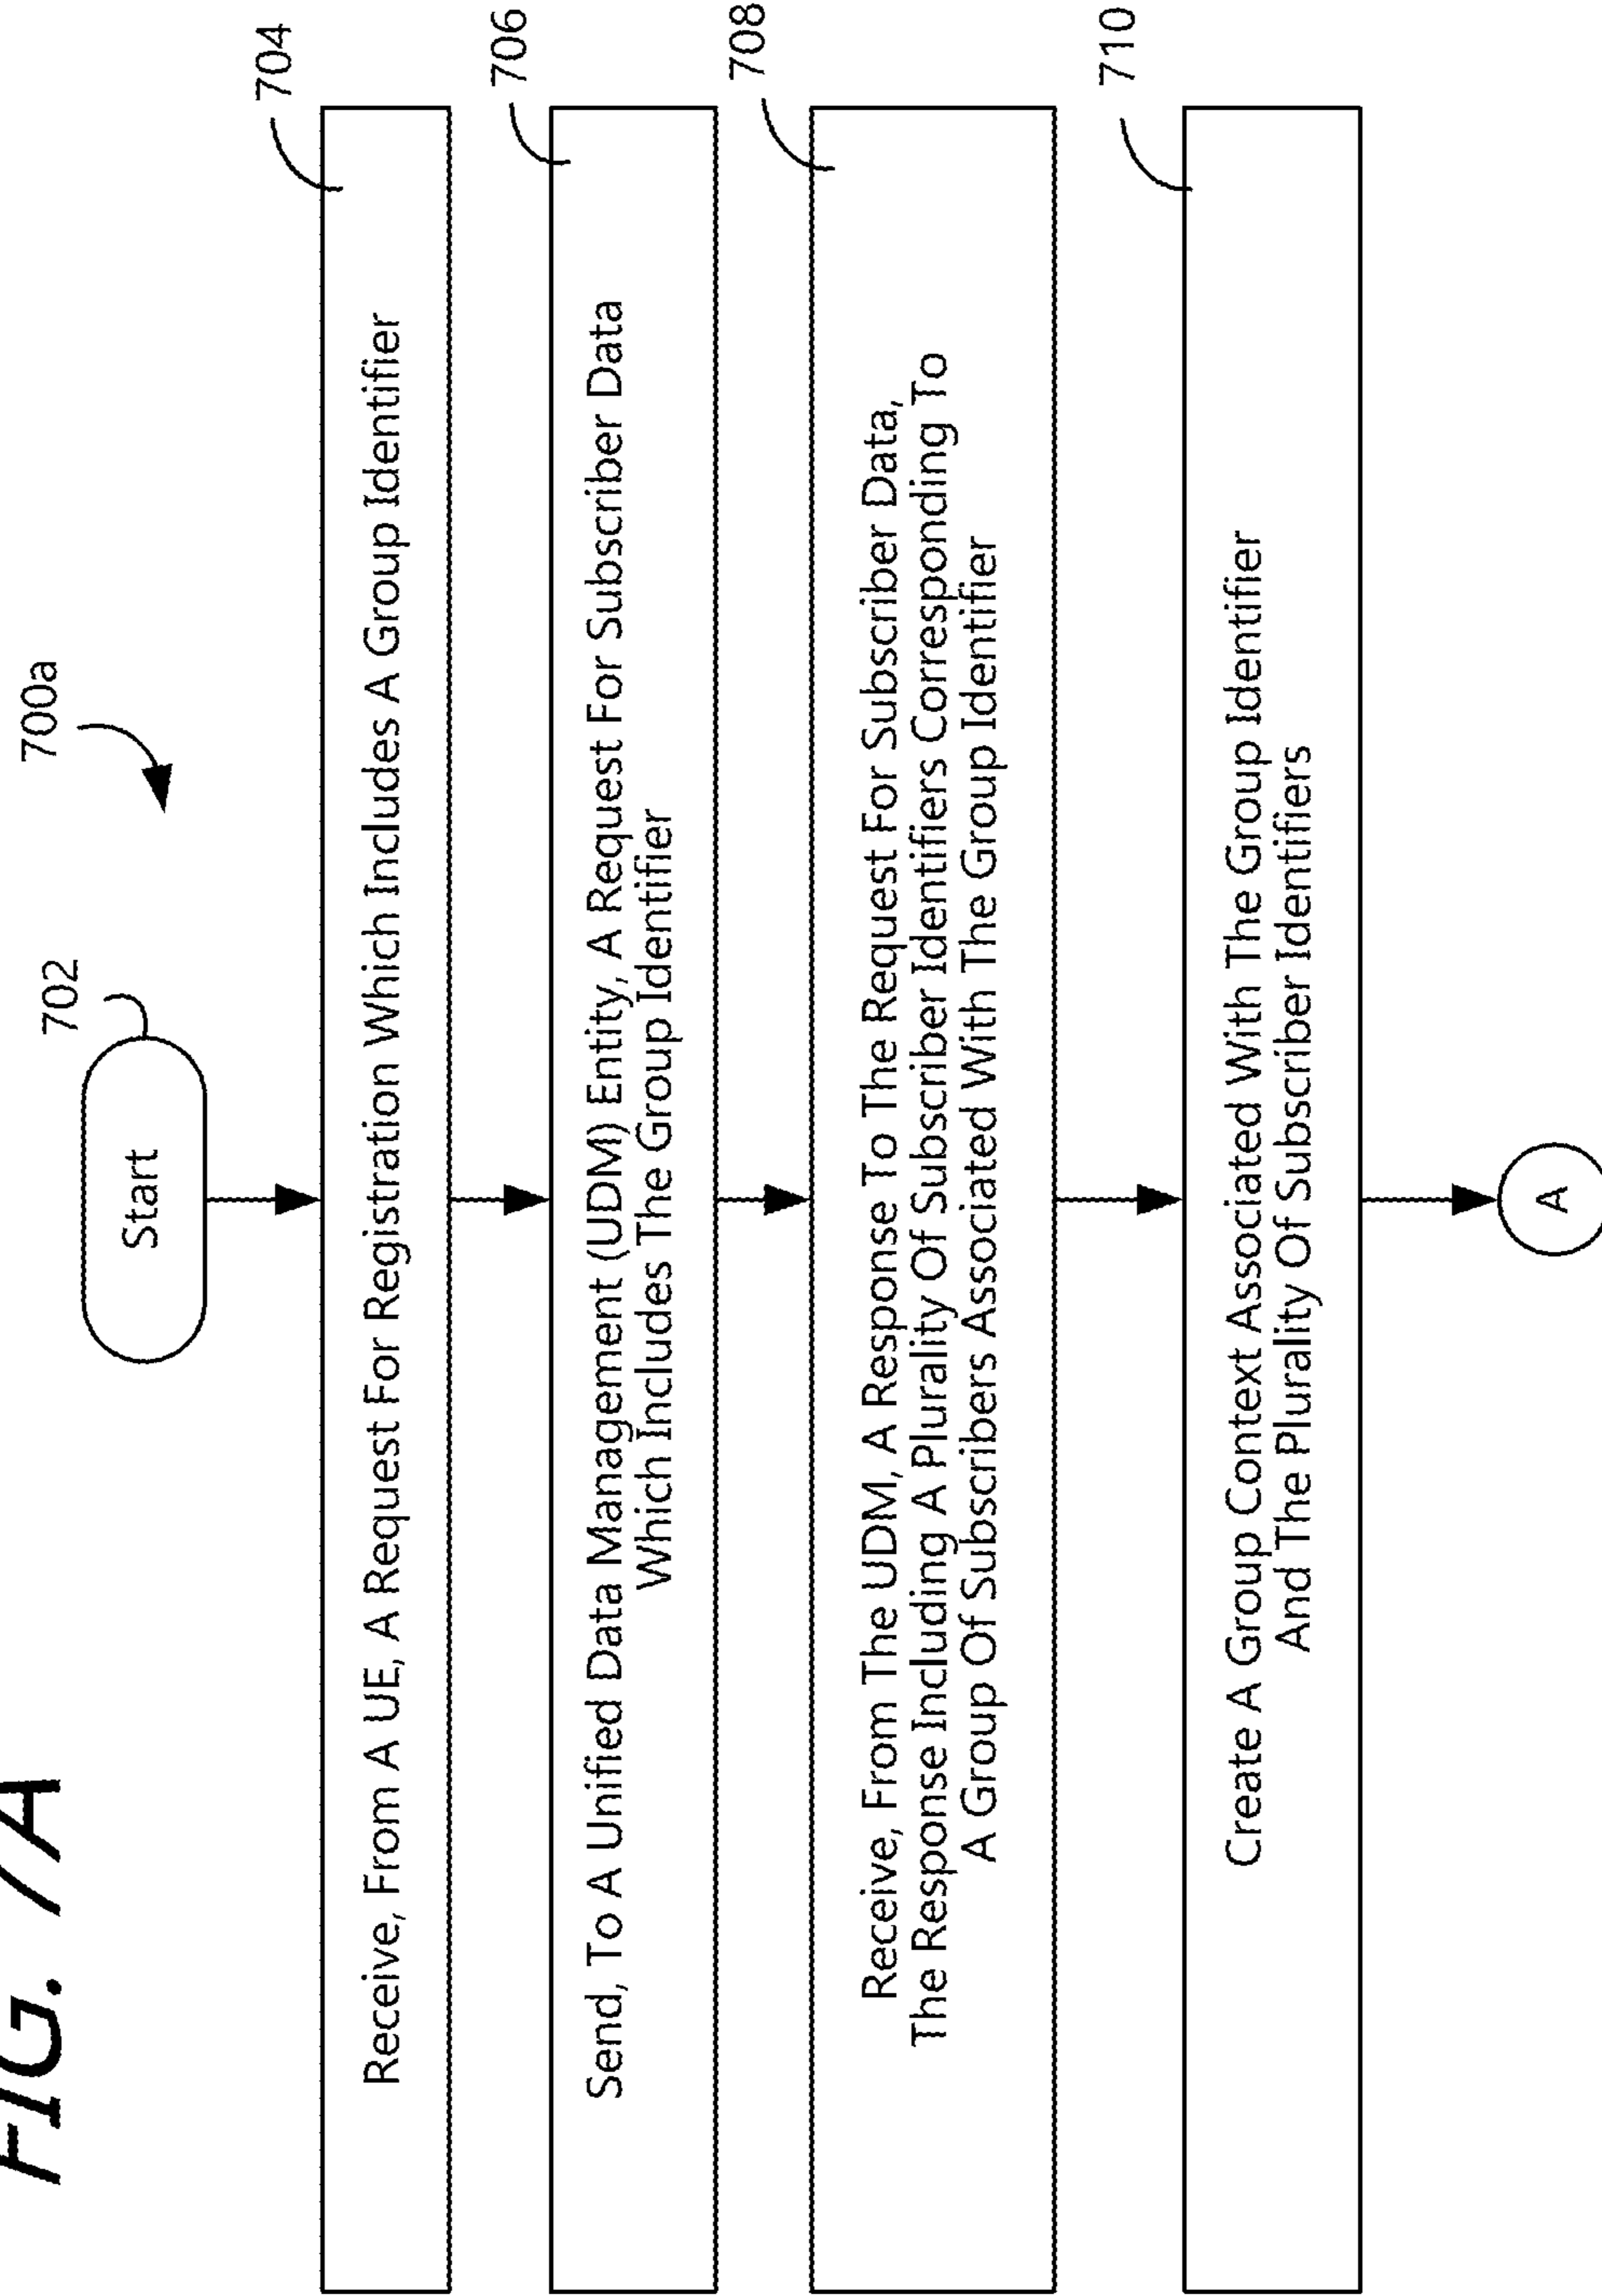 FIG. 7A
700a
702
Start
704
Receive, From A UE, A Request For Registration Which Includes A Group Identifier
706
Send, To A Unified Data Management (UDM) Entity, A Request For Subscriber Data
Which Includes The Group Identifier
708
Receive, From The UDM, A Response To The Request For Subscriber Data,
The Response Including A Plurality Of Subscriber Identifiers Corresponding To
A Group Of Subscribers Associated With The Group Identifier
710
Create A Group Context Associated With The Group Identifier
And The Plurality Of Subscriber Identifiers
A